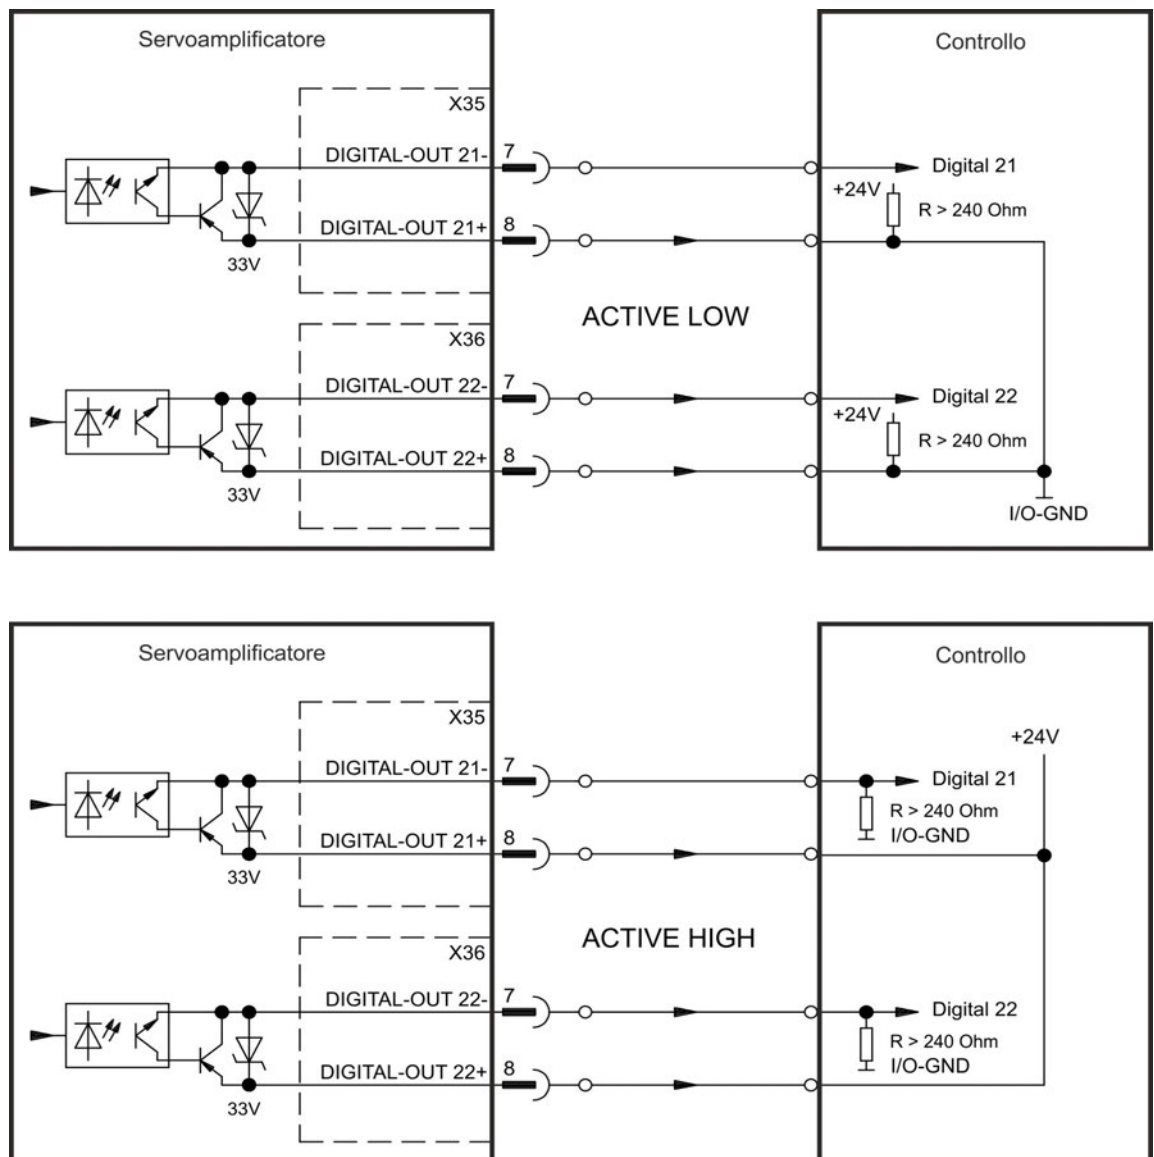 Servoamplificatore
Controllo
X35
DIGITAL-OUT 21-
7
Digital 21
+24V
R > 240 Ohm
DIGITAL-OUT 21+
8
33V
ACTIVE LOW
X36
DIGITAL-OUT 22-
7
Digital 22
+24V
R > 240 Ohm
DIGITAL-OUT 22+
8
33V
I/O-GND
Servoamplificatore
Controllo
X35
+24V
DIGITAL-OUT 21-
7
Digital 21
R > 240 Ohm
I/O-GND
DIGITAL-OUT 21+
8
33V
ACTIVE HIGH
X36
DIGITAL-OUT 22-
7
Digital 22
R > 240 Ohm
I/O-GND
DIGITAL-OUT 22+
8
33V